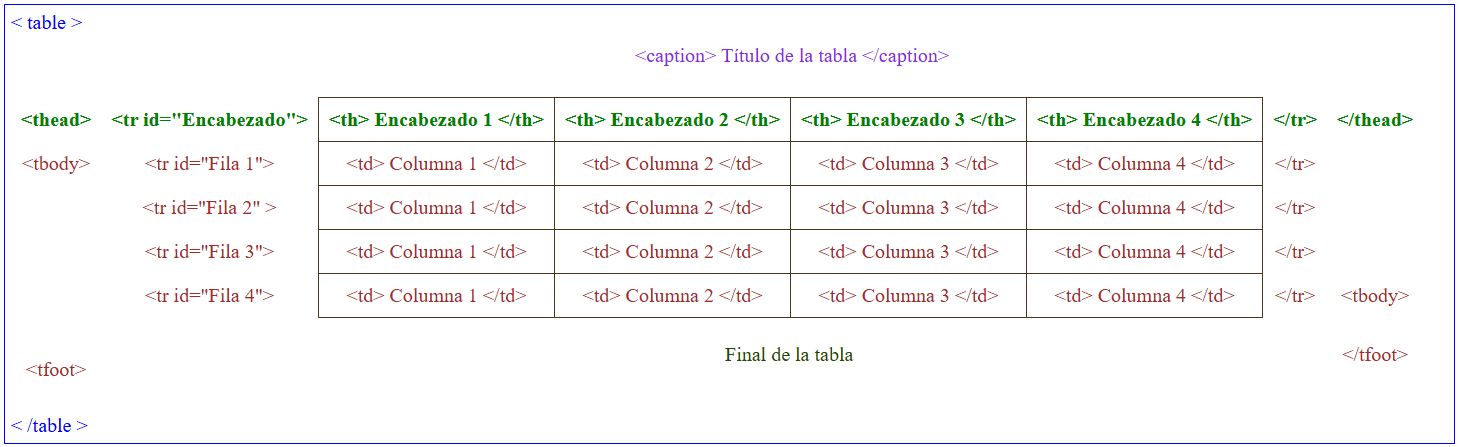 < table >
<caption> Título de la tabla </caption>
<thead> <tr id="Encabezado"> <th> Encabezado 1 </th> <th> Encabezado 2 </th> <th> Encabezado 3 </th> <th> Encabezado 4 </th> </tr> </thead>
<tbody> <tr id="Fila 1"> <td> Columna 1 </td> <td> Columna 2 </td> <td> Columna 3 </td> <td> Columna 4 </td> </tr>
<tr id="Fila 2" > <td> Columna 1 </td> <td> Columna 2 </td> <td> Columna 3 </td> <td> Columna 4 </td> </tr>
<tr id="Fila 3"> <td> Columna 1 </td> <td> Columna 2 </td> <td> Columna 3 </td> <td> Columna 4 </td> </tr>
<tr id="Fila 4"> <td> Columna 1 </td> <td> Columna 2 </td> <td> Columna 3 </td> <td> Columna 4 </td> </tr> <tbody>
<tfoot> Final de la tabla </tfoot>
< /table >